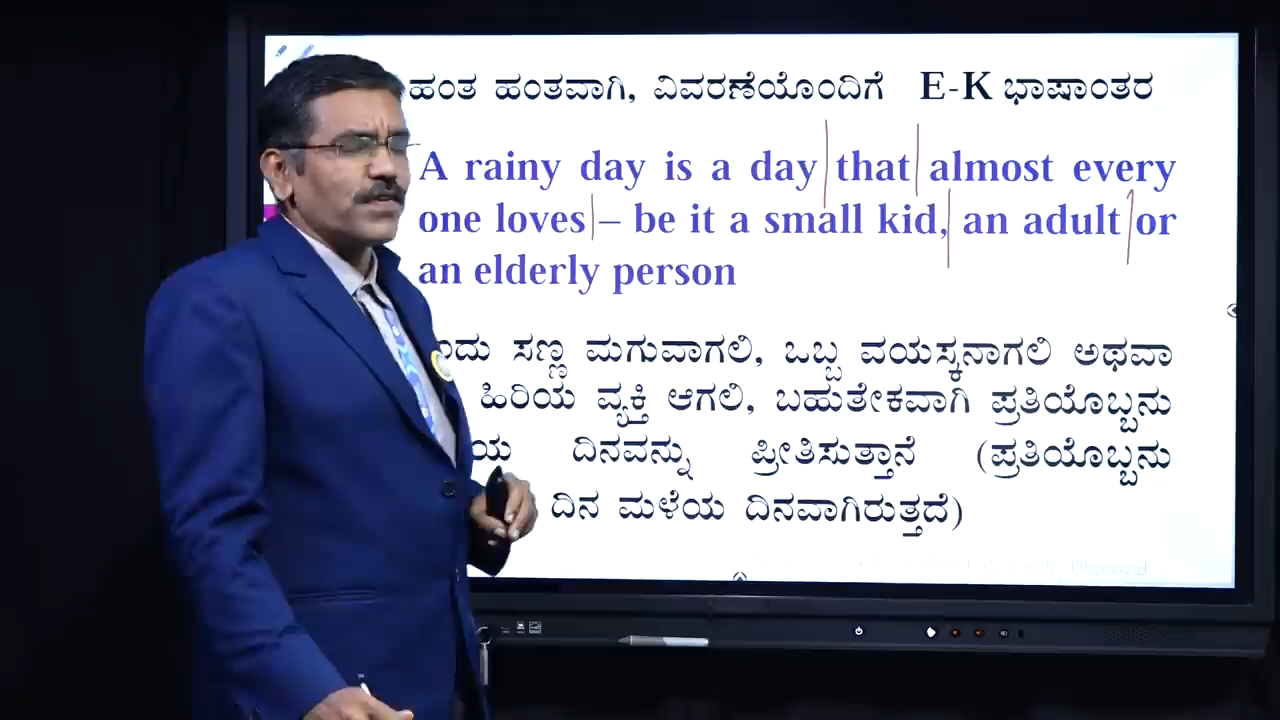 ಹಂತ ಹಂತವಾಗಿ, ವಿವರಣೆಯೊಂದಿಗೆ E-K ಭಾಷಾಂತರ
A rainy day is a day that almost every
one loves – be it a small kid, an adult or
an elderly person
ಸಣ್ಣ ಮಗುವಾಗಲಿ, ಒಬ್ಬ ವಯಸ್ಕನಾಗಲಿ ಅಥವಾ
ಹಿರಿಯ ವ್ಯಕ್ತಿ ಆಗಲಿ, ಬಹುತೇಕವಾಗಿ ಪ್ರತಿಯೊಬ್ಬನು
ದಿನವನ್ನು ಪ್ರೀತಿಸುತ್ತಾನೆ (ಪ್ರತಿಯೊಬ್ಬನು
ದಿನ ಮಳೆಯ ದಿನವಾಗಿರುತ್ತದೆ)